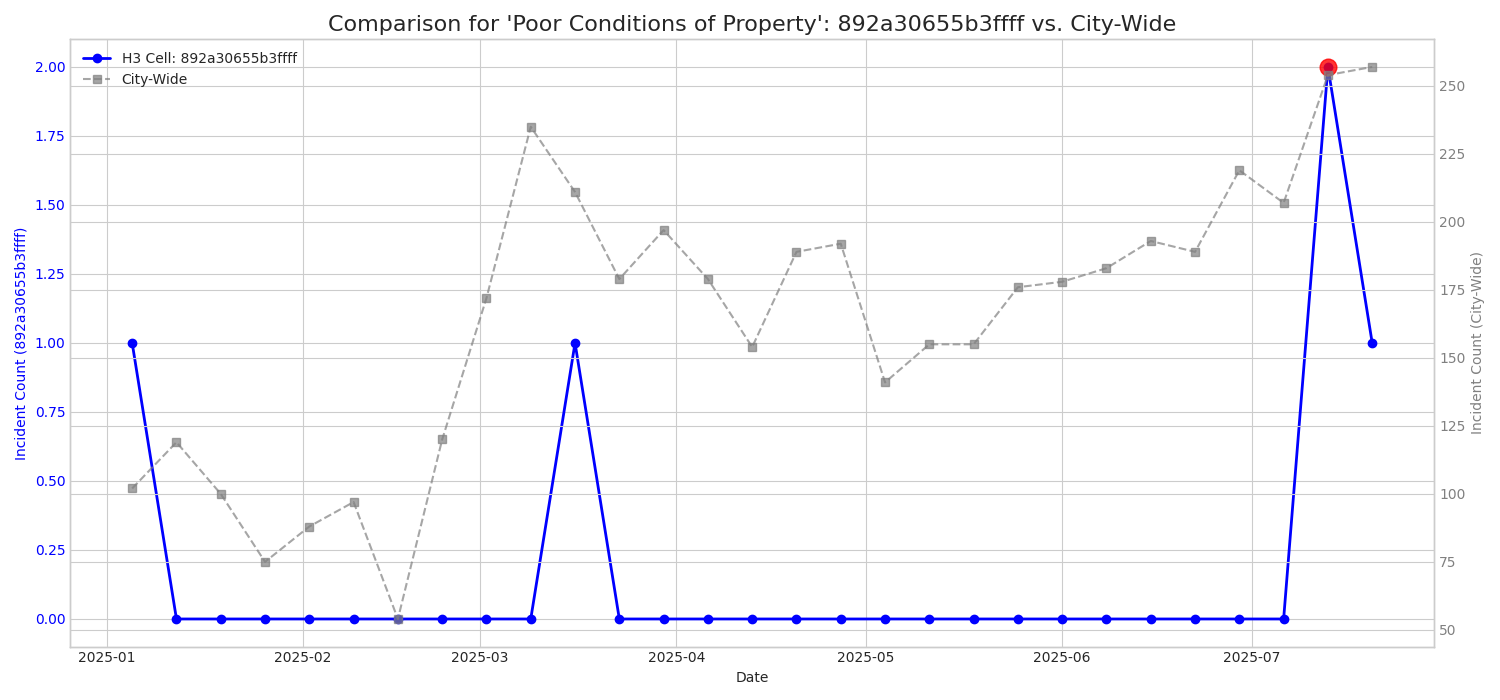 Comparison for 'Poor Conditions of Property': 892a30655b3ffff vs. City-Wide
H3 Cell: 892a30655b3ffff
City-Wide
Incident Count (892a30655b3ffff)
2.00
1.75
1.50
1.25
1.00
0.75
0.50
0.25
0.00
250
225
200
175
150
125
100
75
50
Incident Count (City-Wide)
2025-01 2025-02 2025-03 2025-04 2025-05 2025-06 2025-07
Date